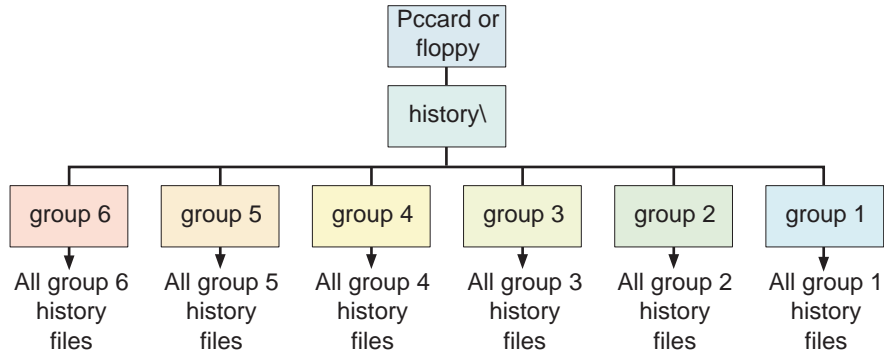 Pccard or
floppy
history\
group 6
group 5
group 4
group 3
group 2
group 1
All group 6
history
files
All group 5
history
files
All group 4
history
files
All group 3
history
files
All group 2
history
files
All group 1
history
files